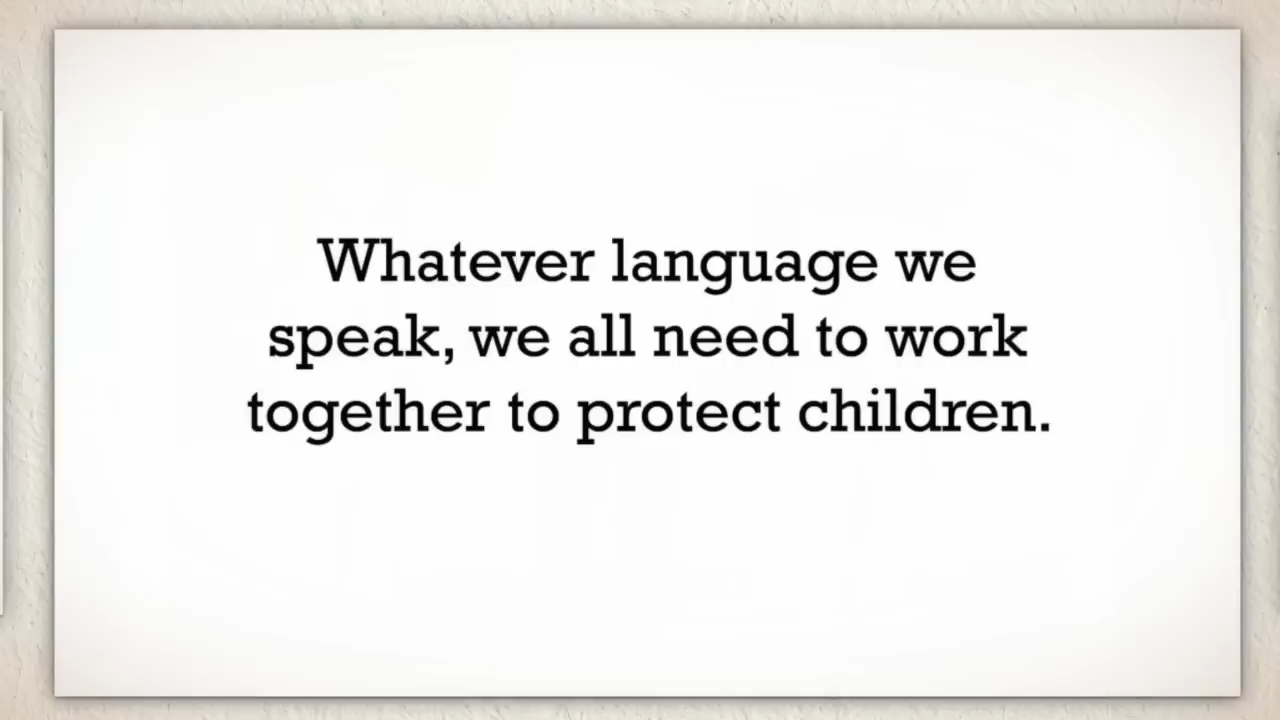 Whatever language we
speak, we all need to work
together to protect children.